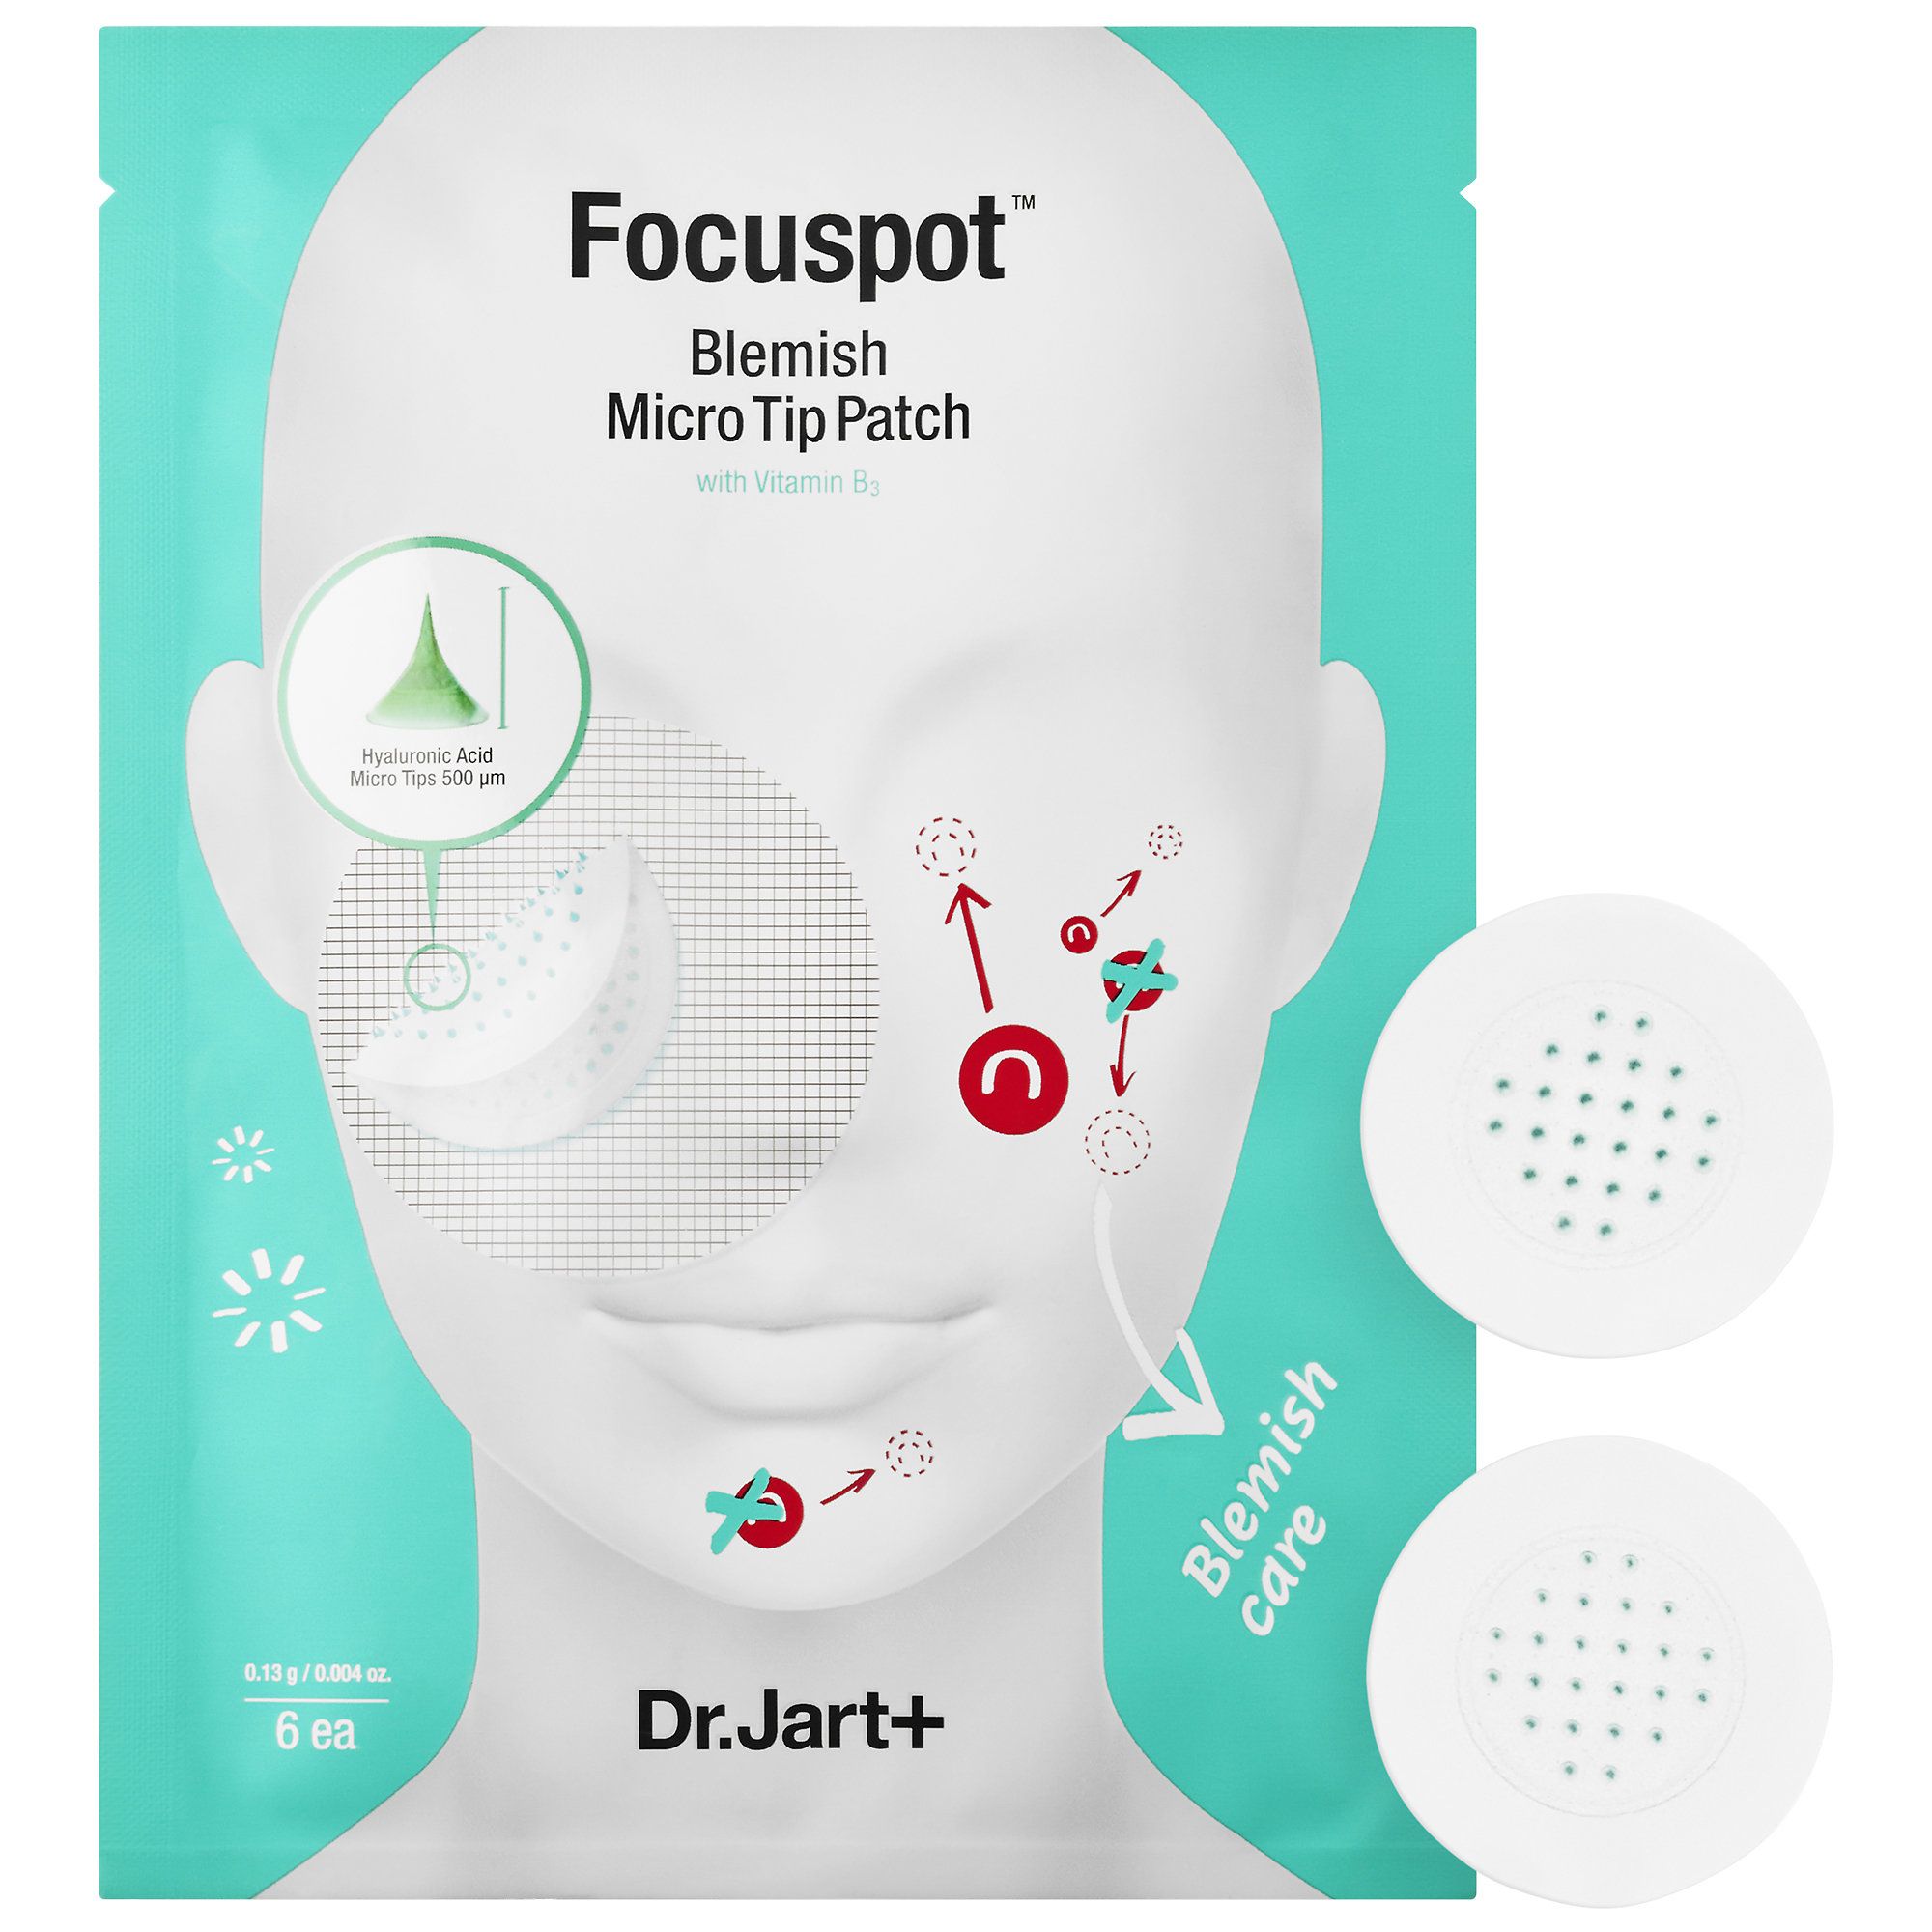 Focuspot™
Blemish
Micro Tip Patch
with Vitamin B₃
Hyaluronic Acid
Micro Tips 500 µm
Blemish
care
0.13 g / 0.004 oz.
6 ea
Dr.Jart+